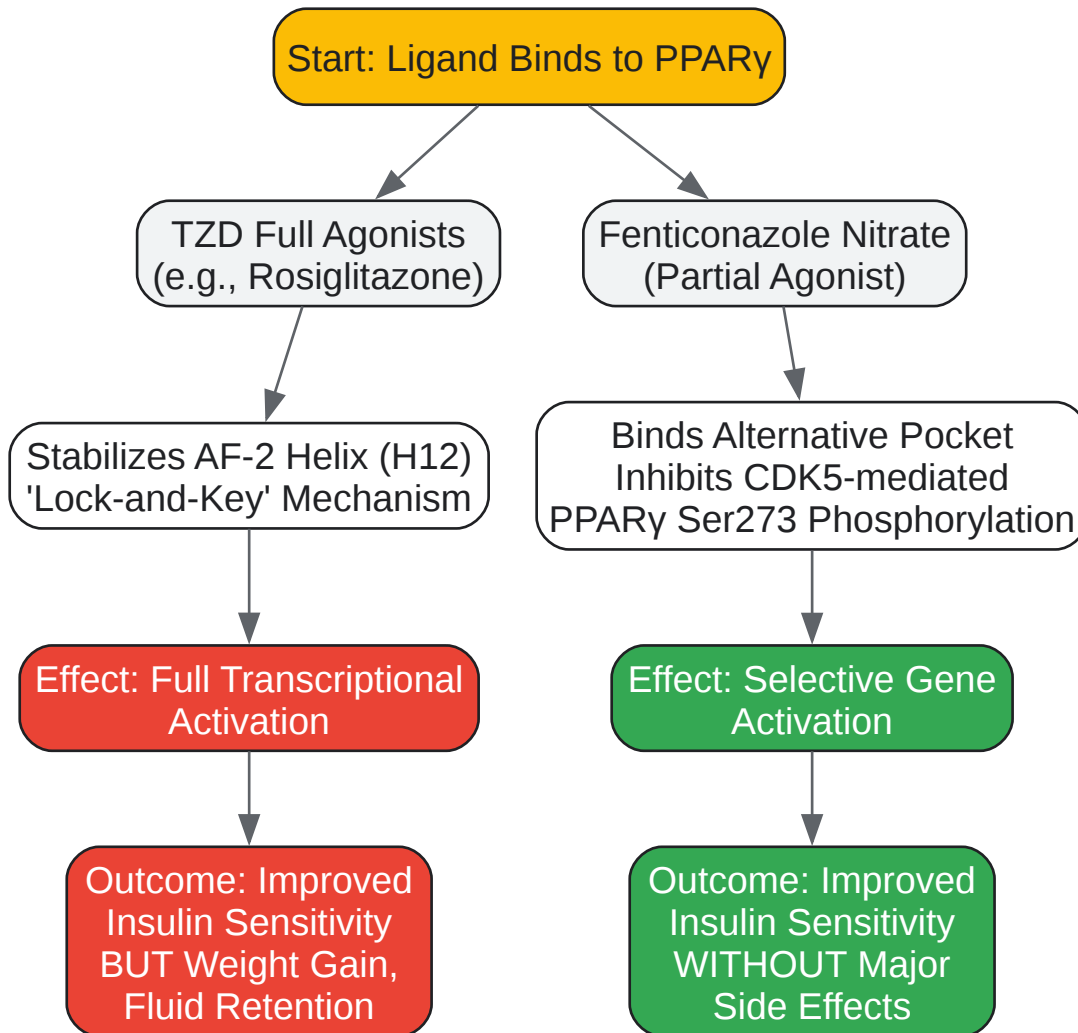 Start: Ligand Binds to PPARγ
TZD Full Agonists
(e.g., Rosiglitazone)
Fenticonazole Nitrate
(Partial Agonist)
Stabilizes AF-2 Helix (H12)
'Lock-and-Key' Mechanism
Binds Alternative Pocket
Inhibits CDK5-mediated
PPARγ Ser273 Phosphorylation
Effect: Full Transcriptional
Activation
Effect: Selective Gene
Activation
Outcome: Improved
Insulin Sensitivity
BUT Weight Gain,
Fluid Retention
Outcome: Improved
Insulin Sensitivity
WITHOUT Major
Side Effects